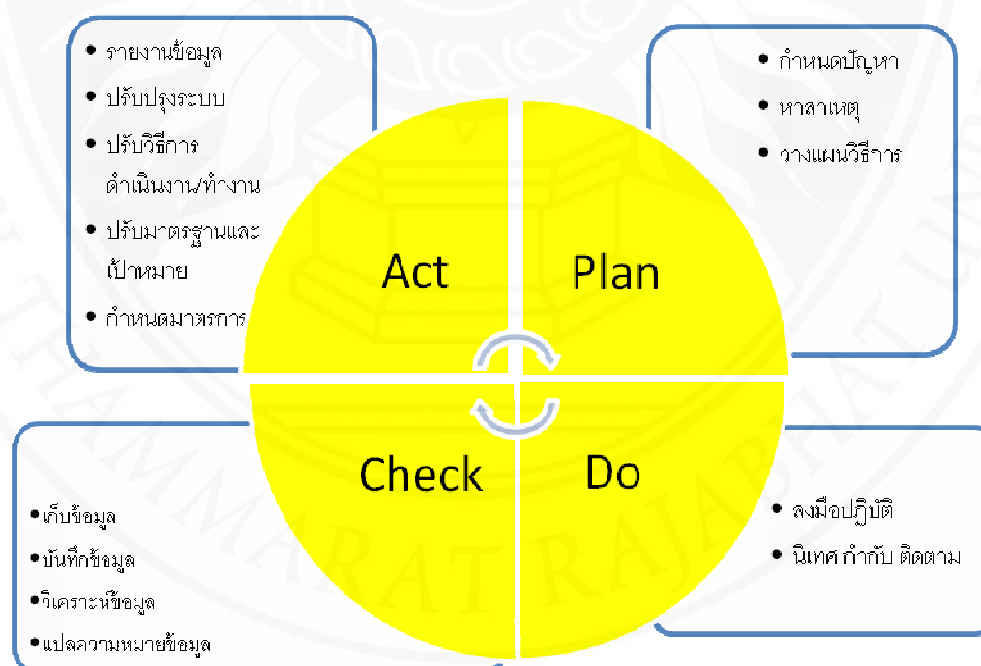 • รายงานข้อมูล
• ปรับปรุงระบบ
• ปรับวิธีการ
ดำเนินงาน/ทำงาน
• ปรับมาตรฐานและ
เป้าหมาย
• กำหนดมาตรการ
• กำหนดปัญหา
• หาสาเหตุ
• วางแผนวิธีการ
Act
Plan
Check
Do
• เก็บข้อมูล
• บันทึกข้อมูล
• วิเคราะห์ข้อมูล
• แปลความหมายข้อมูล
• ลงมือปฏิบัติ
• นิเทศ กำกับ ติดตาม